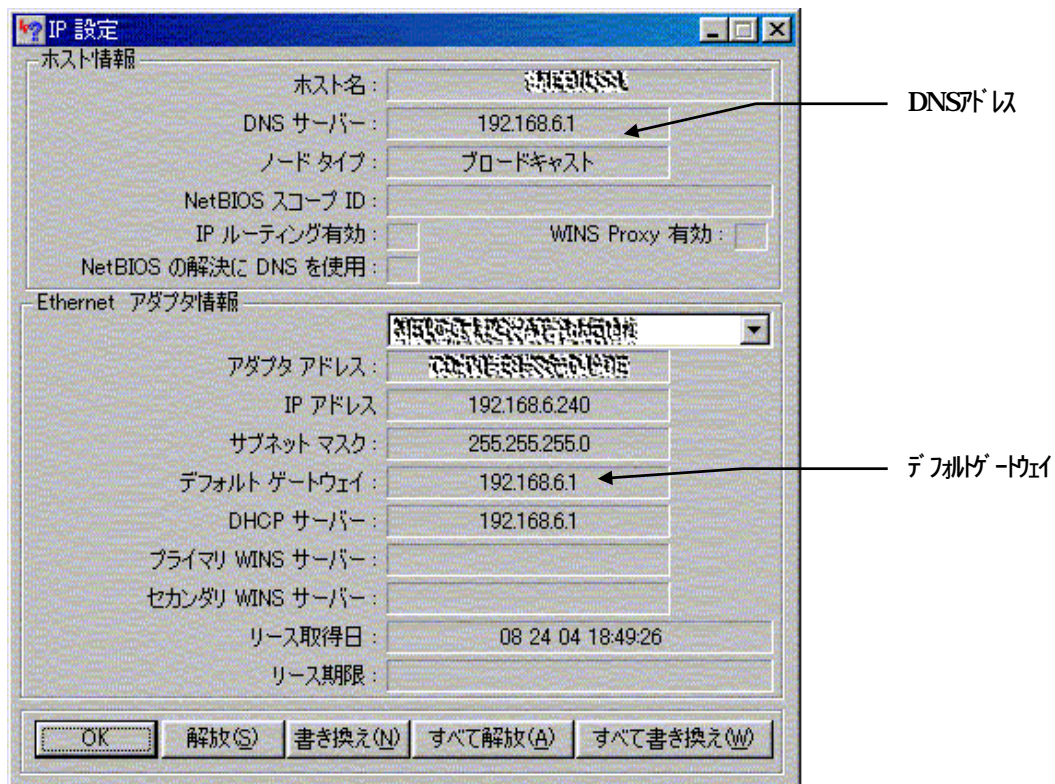 IP 設定
ホスト情報
ホスト名 :
DNS サーバー : 192.168.6.1
DNSｱﾄﾞﾚｽ
ノード タイプ : ブロードキャスト
NetBIOS スコープ ID :
IP ルーティング有効 : WINS Proxy 有効 :
NetBIOS の解決に DNS を使用 :
Ethernet アダプタ情報
アダプタ アドレス :
IP アドレス 192.168.6.240
サブネット マスク : 255.255.255.0
デフォルト ゲートウェイ : 192.168.6.1
ﾃﾞﾌｫﾙﾄｹﾞｰﾄｳｪｲ
DHCP サーバー : 192.168.6.1
プライマリ WINS サーバー :
セカンダリ WINS サーバー :
リース取得日 : 08 24 04 18:49:26
リース期限 :
OK 解放(S) 書き換え(N) すべて解放(A) すべて書き換え(W)